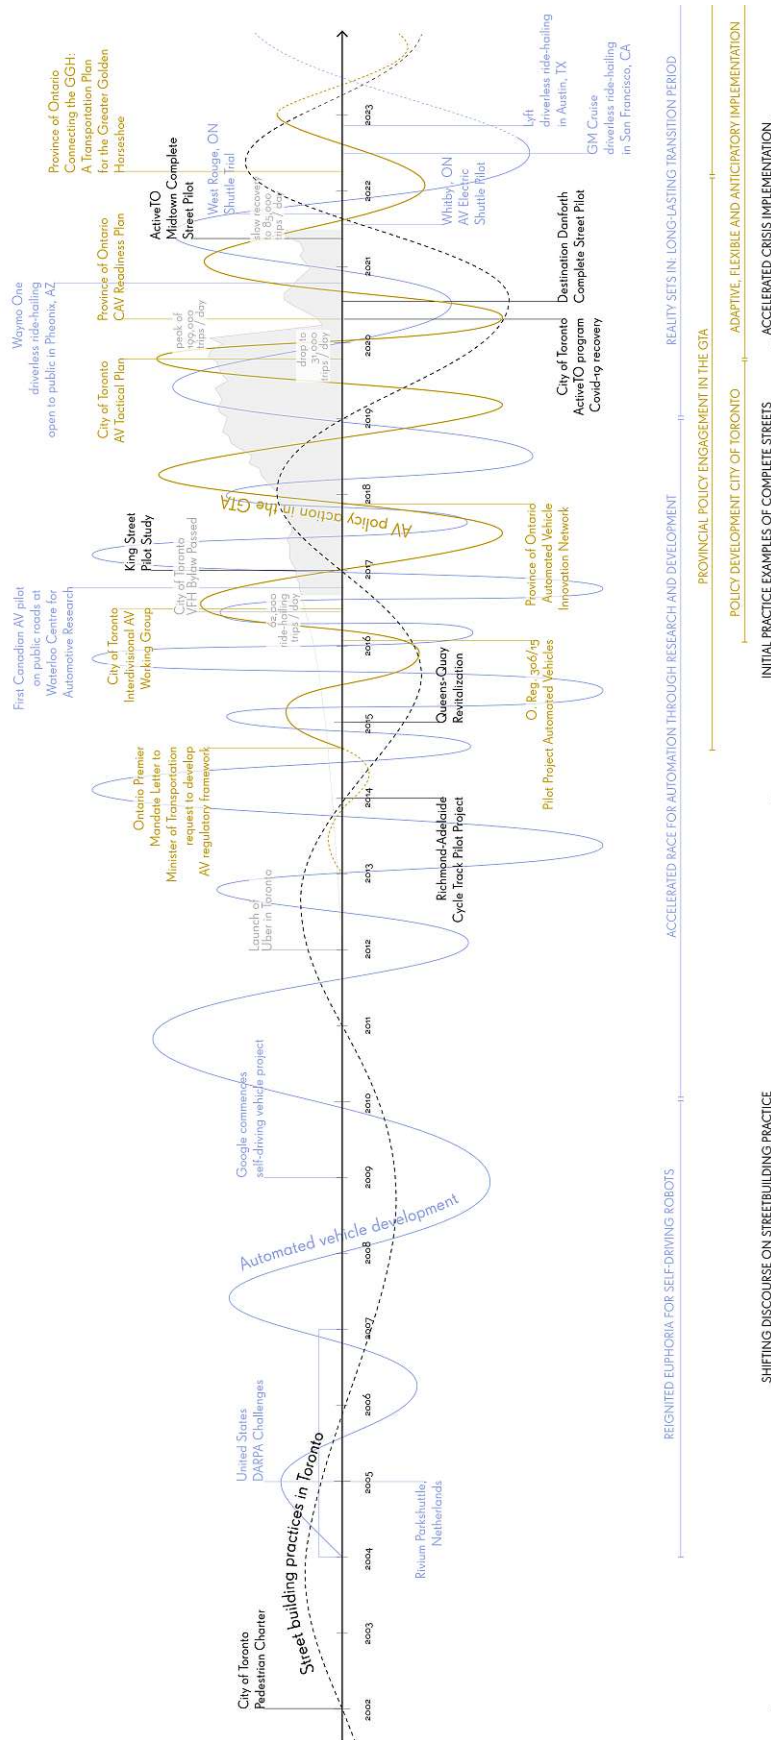 City of Toronto
Pedestrian Charter
Street building practices in Toronto
United States
DARPA Challenges
Rivium Parkshuttle,
Netherlands
Automated vehicle development
Google commences
self-driving vehicle project
Launch of
Uber in Toronto
Richmond-Adelaide
Cycle Track Pilot Project
Ontario Premier
Mandate Letter to
Minister of Transportation
request to develop
AV regulatory framework
Queens-Quay
Revitalization
O. Reg. 306/15
Pilot Project Automated Vehicles
First Canadian AV pilot
on public roads at
Waterloo Centre for
Automotive Research
City of Toronto
Interdivisional AV
Working Group
62,000
ride-hailing
trips / day
City of Toronto
VFH Bylaw Passed
King Street
Pilot Study
Province of Ontario
Automated Vehicle
Innovation Network
AV policy action in the GTA
City of Toronto
AV Tactical Plan
Waymo One
driverless ride-hailing
open to public in Pheonix, AZ
peak of
199,000
trips / day
drop to
31,000
trips / day
Province of Ontario
CAV Readiness Plan
City of Toronto
ActiveTO program
Covid-19 recovery
Destination Danforth
Complete Street Pilot
ActiveTO
Midtown Complete
Street Pilot
slow recovery
to 85,000
trips / day
West Rouge, ON
Shuttle Trial
Whitby, ON
AV Electric
Shuttle Pilot
Province of Ontario
Connecting the GGH:
A Transportation Plan
for the Greater Golden
Horseshoe
Lyft
driverless ride-hailing
in Austin, TX
GM Cruise
driverless ride-hailing
in San Francisco, CA
2002
2003
2004
2005
2006
2007
2008
2009
2010
2011
2012
2013
2014
2015
2016
2017
2018
2019
2020
2021
2022
2023
REIGNITED EUPHORIA FOR SELF-DRIVING ROBOTS
ACCELERATED RACE FOR AUTOMATION THROUGH RESEARCH AND DEVELOPMENT
REALITY SETS IN: LONG-LASTING TRANSITION PERIOD
PROVINCIAL POLICY ENGAGEMENT IN THE GTA
POLICY DEVELOPMENT CITY OF TORONTO
ADAPTIVE, FLEXIBLE AND ANTICIPATORY IMPLEMENTATION
SHIFTING DISCOURSE ON STREETBUILDING PRACTICE
INITIAL PRACTICE EXAMPLES OF COMPLETE STREETS
ACCELERATED CRISIS IMPLEMENTATION